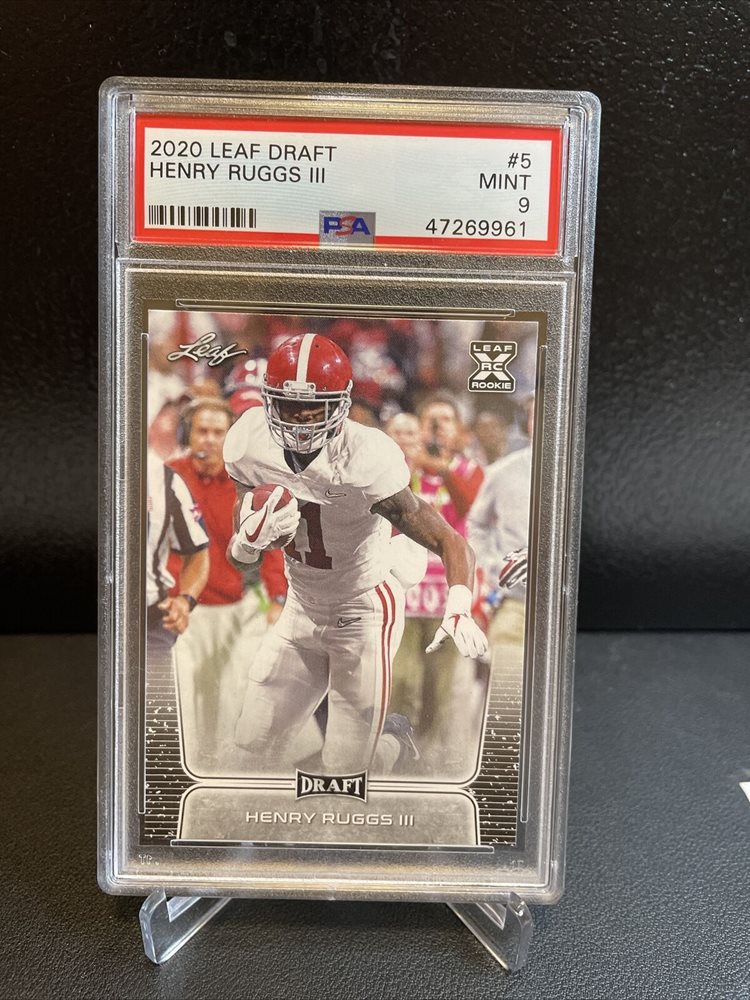 2020 LEAF DRAFT #5
HENRY RUGGS III MINT
9
PSA 47269961
Leaf
LEAF
RC
ROOKIE
11
DRAFT
HENRY RUGGS III